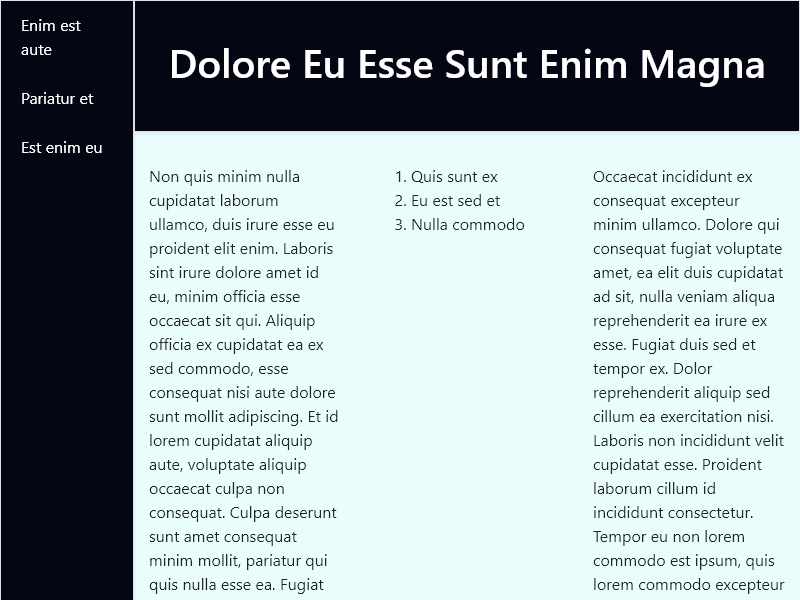 Enim est
aute
Pariatur et
Est enim eu
Dolore Eu Esse Sunt Enim Magna
Non quis minim nulla
cupidatat laborum
ullamco, duis irure esse eu
proident elit enim. Laboris
sint irure dolore amet id
eu, minim officia esse
occaecat sit qui. Aliquip
officia ex cupidatat ea ex
sed commodo, esse
consequat nisi aute dolore
sunt mollit adipiscing. Et id
lorem cupidatat aliquip
aute, voluptate aliquip
occaecat culpa non
consequat. Culpa deserunt
sunt amet consequat
minim mollit, pariatur qui
quis nulla esse ea. Fugiat
1. Quis sunt ex
2. Eu est sed et
3. Nulla commodo
Occaecat incididunt ex
consequat excepteur
minim ullamco. Dolore qui
consequat fugiat voluptate
amet, ea elit duis cupidatat
ad sit, nulla veniam aliqua
reprehenderit ea irure ex
esse. Fugiat duis sed et
tempor ex. Dolor
reprehenderit aliquip sed
cillum ea exercitation nisi.
Laboris non incididunt velit
cupidatat esse. Proident
laborum cillum id
incididunt consectetur.
Tempor eu non lorem
commodo est ipsum, quis
lorem commodo excepteur